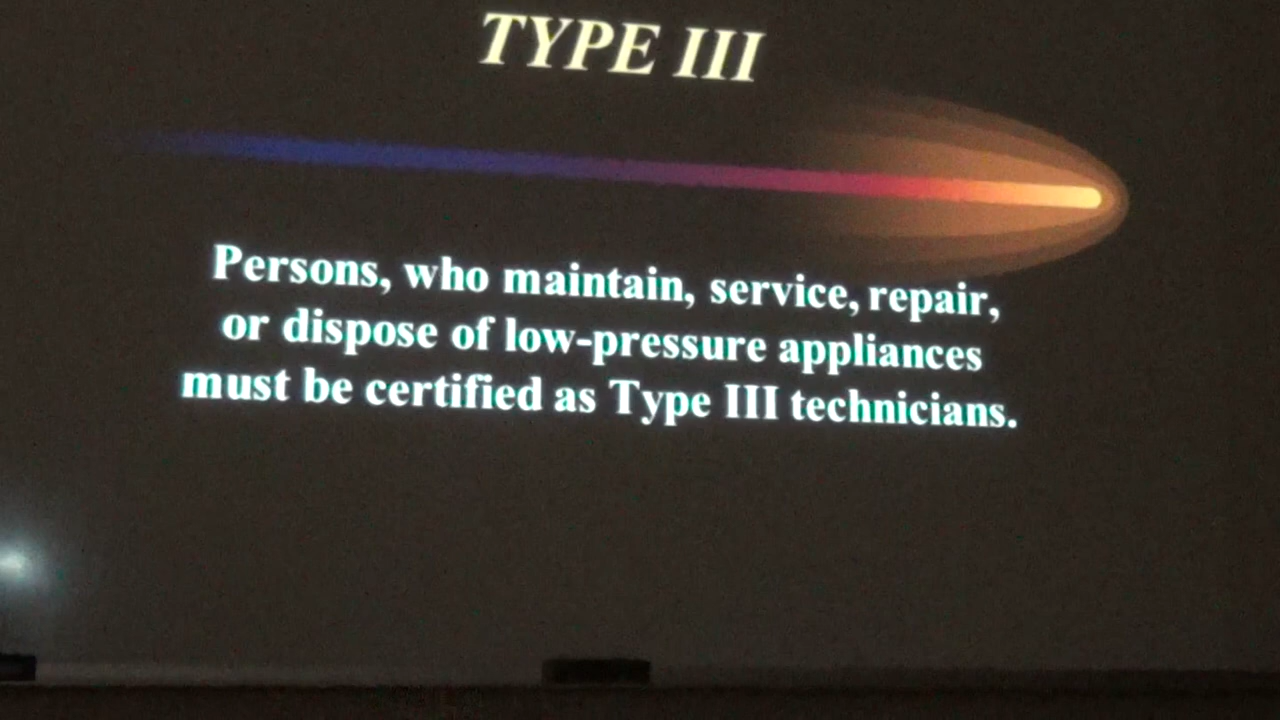 TYPE III
Persons, who maintain, service, repair,
or dispose of low-pressure appliances
must be certified as Type III technicians.